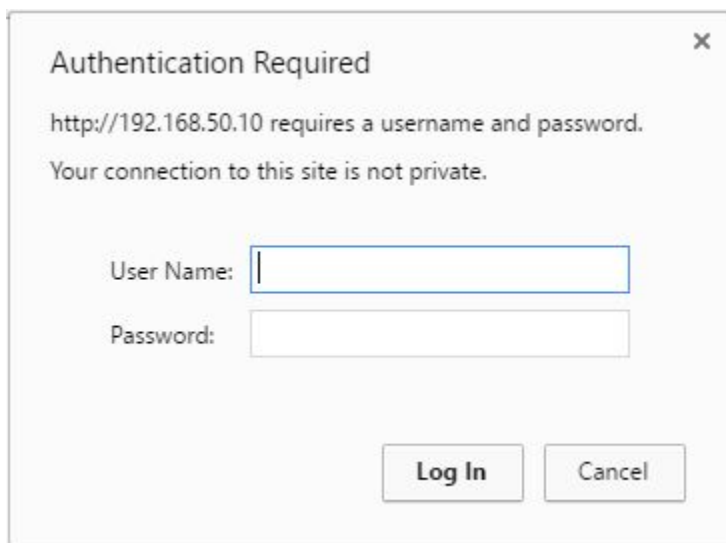 Authentication Required
http://192.168.50.10 requires a username and password.
Your connection to this site is not private.
User Name:
Password:
Log In
Cancel